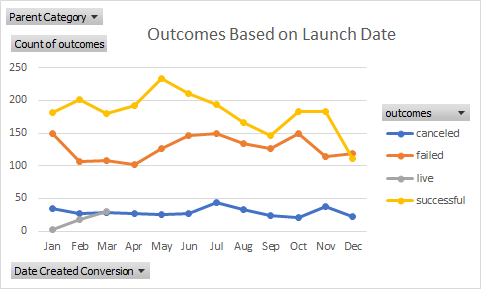 Parent Category
Count of outcomes
Outcomes Based on Launch Date
250
200
150
100
50
0
Jan Feb Mar Apr May Jun Jul Aug Sep Oct Nov Dec
outcomes
canceled
failed
live
successful
Date Created Conversion